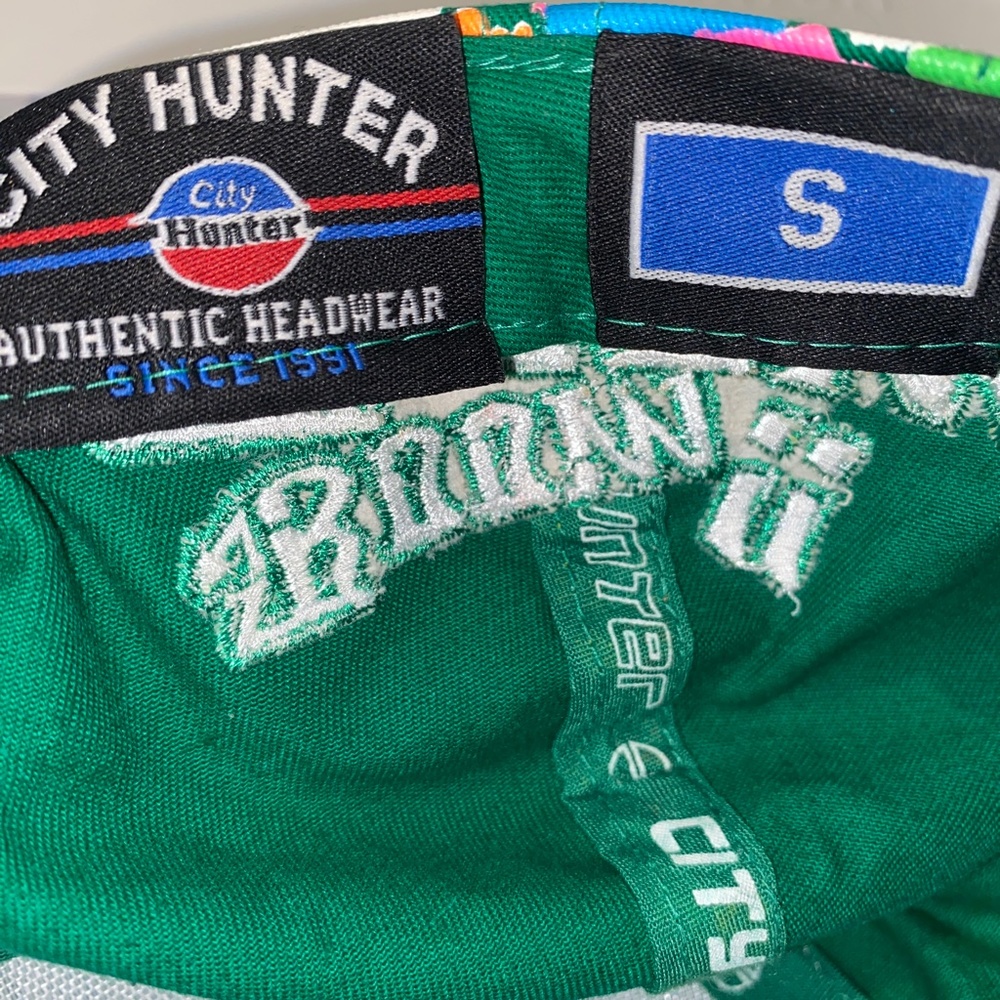 CITY HUNTER
City
Hunter
AUTHENTIC HEADWEAR
SINCE 1991
S
CITY